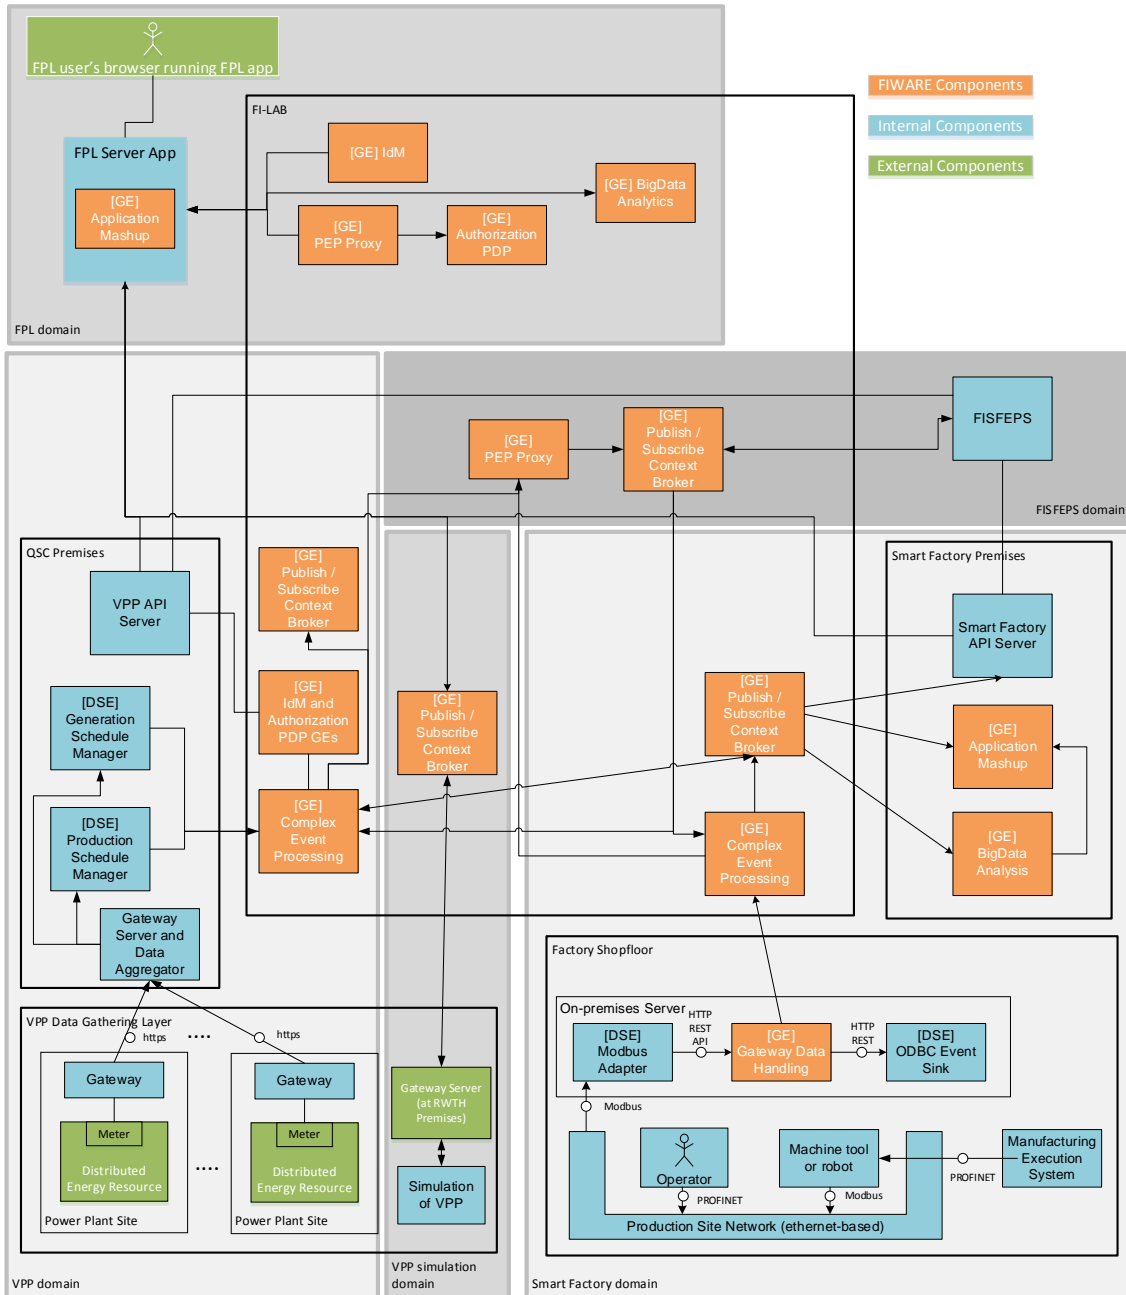 FPL user's browser running FPL app
FIWARE Components
Internal Components
External Components
FI-LAB
FPL Server App
[GE]
Application
Mashup
[GE] IdM
[GE] BigData
Analytics
[GE]
PEP Proxy
[GE]
Authorization
PDP
FPL domain
FISFEPS
[GE]
PEP Proxy
[GE]
Publish /
Subscribe
Context
Broker
FISFEPS domain
QSC Premises
VPP API
Server
[GE]
Publish /
Subscribe
Context
Broker
Smart Factory Premises
Smart Factory
API Server
[DSE]
Generation
Schedule
Manager
[GE]
IdM and
Authorization
PDP GEs
[GE]
Publish /
Subscribe
Context
Broker
[GE]
Publish /
Subscribe
Context
Broker
[GE]
Application
Mashup
[DSE]
Production
Schedule
Manager
[GE]
Complex
Event
Processing
[GE]
Complex
Event
Processing
[GE]
BigData
Analysis
Gateway
Server and
Data
Aggregator
VPP Data Gathering Layer
https
....
https
Gateway
Gateway
Meter
Distributed
Energy Resource
....
Meter
Distributed
Energy Resource
Power Plant Site
Power Plant Site
VPP domain
Gateway Server
(at RWTH
Premises)
Simulation
of VPP
VPP simulation
domain
Factory Shopfloor
On-premises Server
[DSE]
Modbus
Adapter
HTTP
REST
API
[GE]
Gateway Data
Handling
HTTP
REST
[DSE]
ODBC Event
Sink
Modbus
Operator
PROFINET
Machine tool
or robot
Modbus
PROFINET
Manufacturing
Execution
System
Production Site Network (ethernet-based)
Smart Factory domain